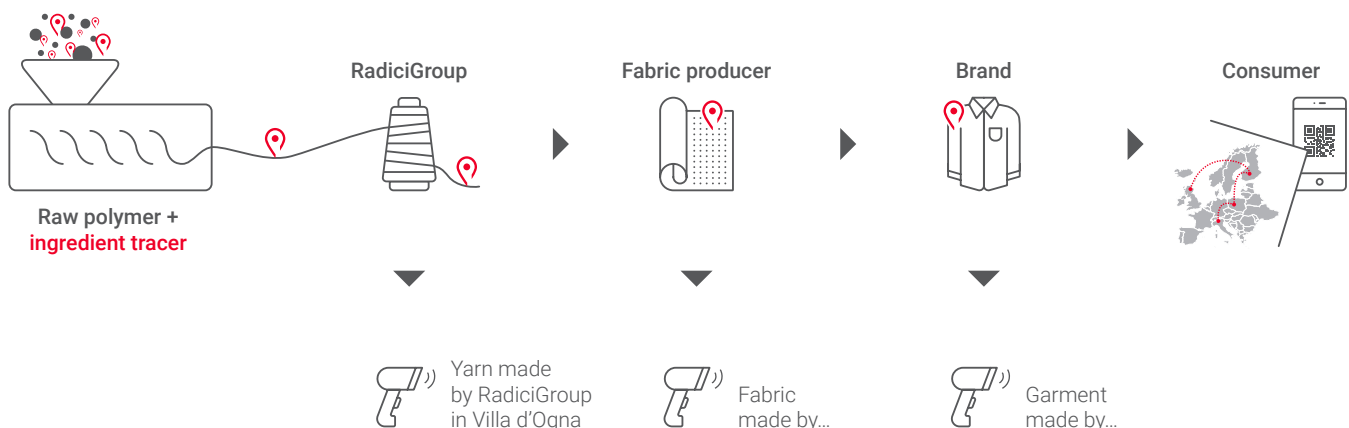 RadiciGroup
Fabric producer
Brand
Consumer
Raw polymer +
ingredient tracer
Yarn made
by RadiciGroup
in Villa d'Ogna
Fabric
made by...
Garment
made by...